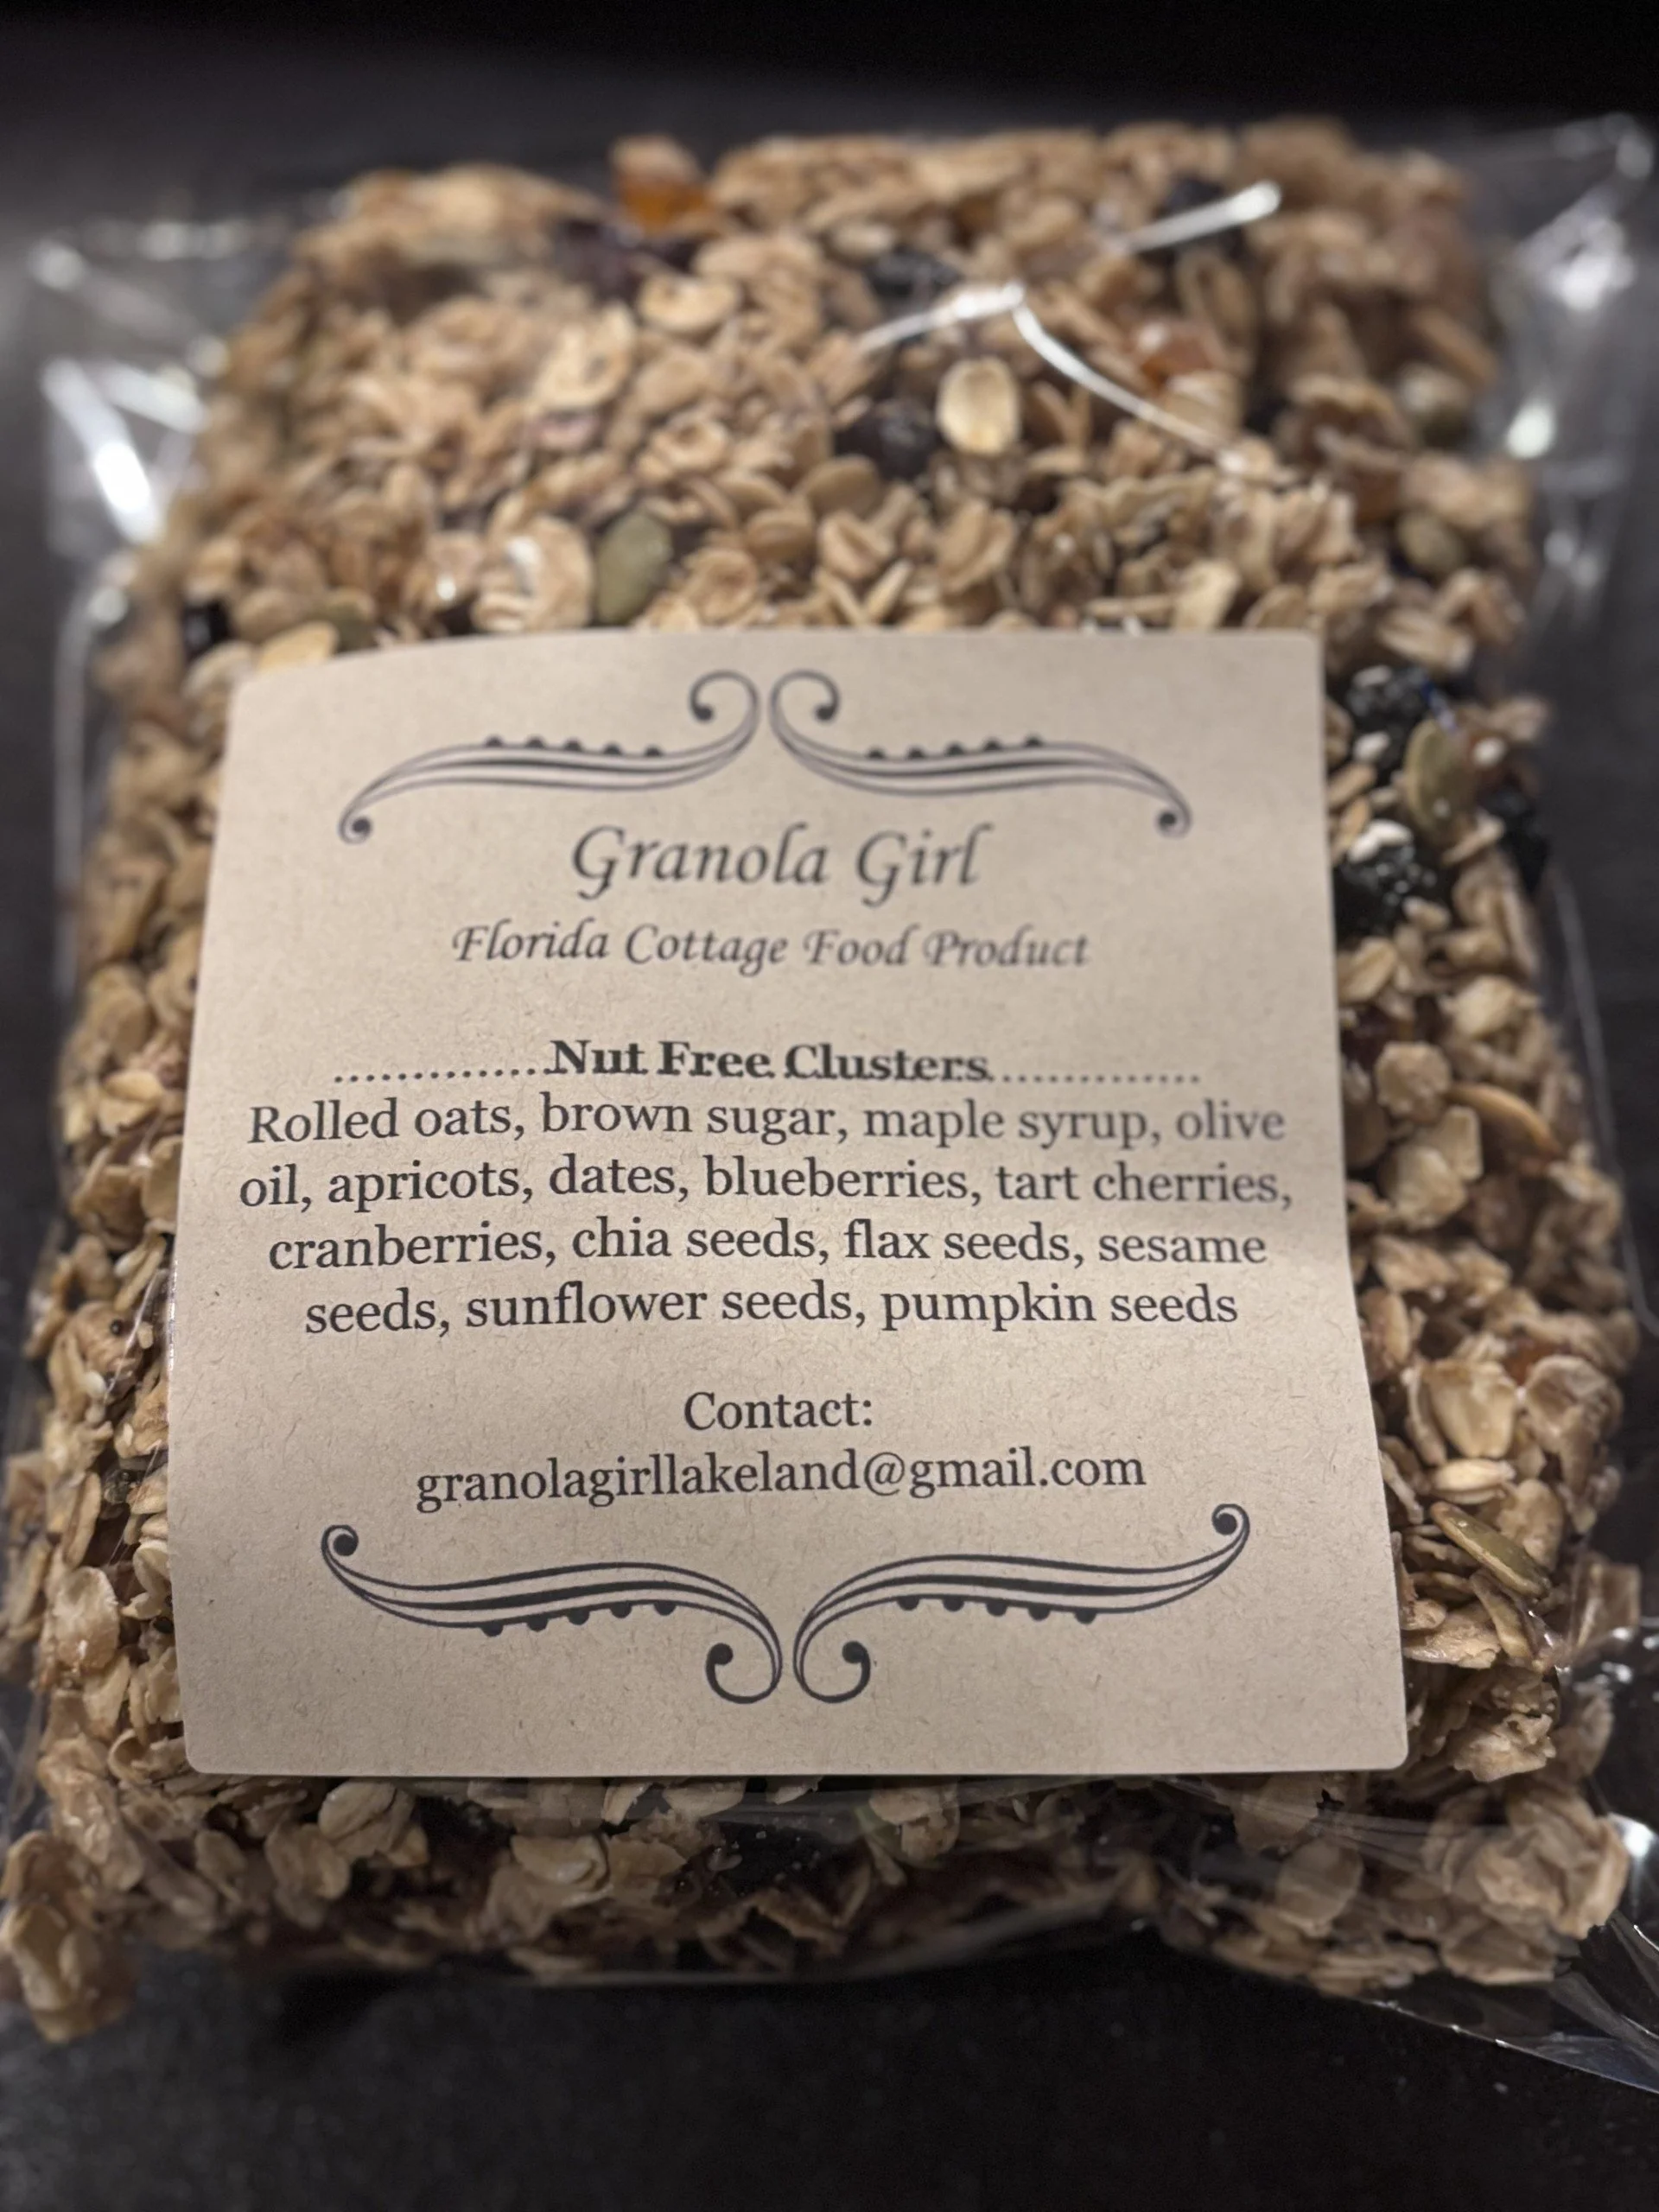 Granola Girl
Florida Cottage Food Product
..............Nut Free Clusters..............
Rolled oats, brown sugar, maple syrup, olive
oil, apricots, dates, blueberries, tart cherries,
cranberries, chia seeds, flax seeds, sesame
seeds, sunflower seeds, pumpkin seeds
Contact:
granolagirllakeland@gmail.com